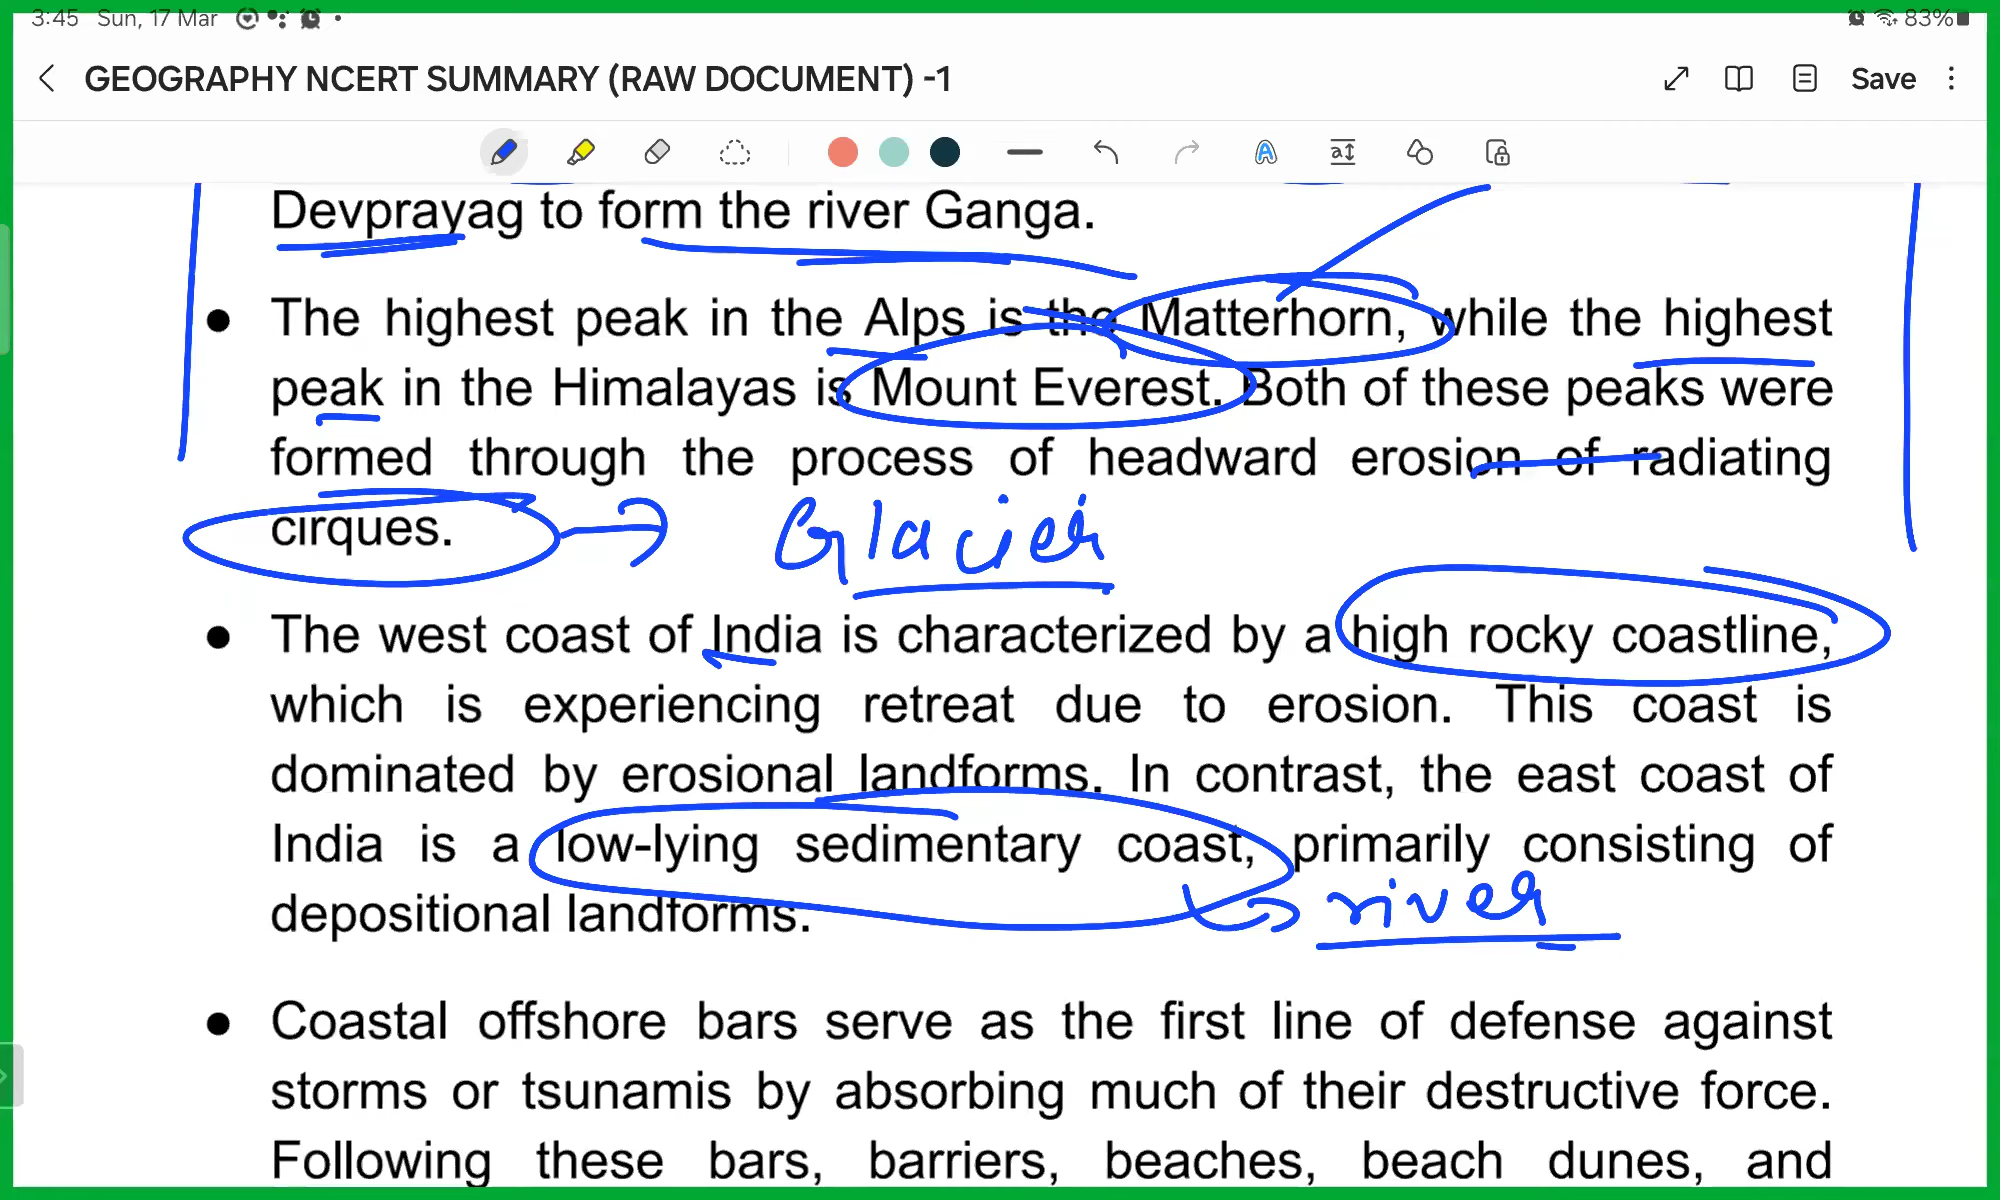 3:45 Sun, 17 Mar 83%
GEOGRAPHY NCERT SUMMARY (RAW DOCUMENT) -1 Save
Devprayag to form the river Ganga.
● The highest peak in the Alps is the Matterhorn, while the highest
peak in the Himalayas is Mount Everest. Both of these peaks were
formed through the process of headward erosion of radiating
cirques. Glacier
● The west coast of India is characterized by a high rocky coastline,
which is experiencing retreat due to erosion. This coast is
dominated by erosional landforms. In contrast, the east coast of
India is a low-lying sedimentary coast, primarily consisting of
depositional landforms. river
● Coastal offshore bars serve as the first line of defense against
storms or tsunamis by absorbing much of their destructive force.
Following these bars, barriers, beaches, beach dunes, and